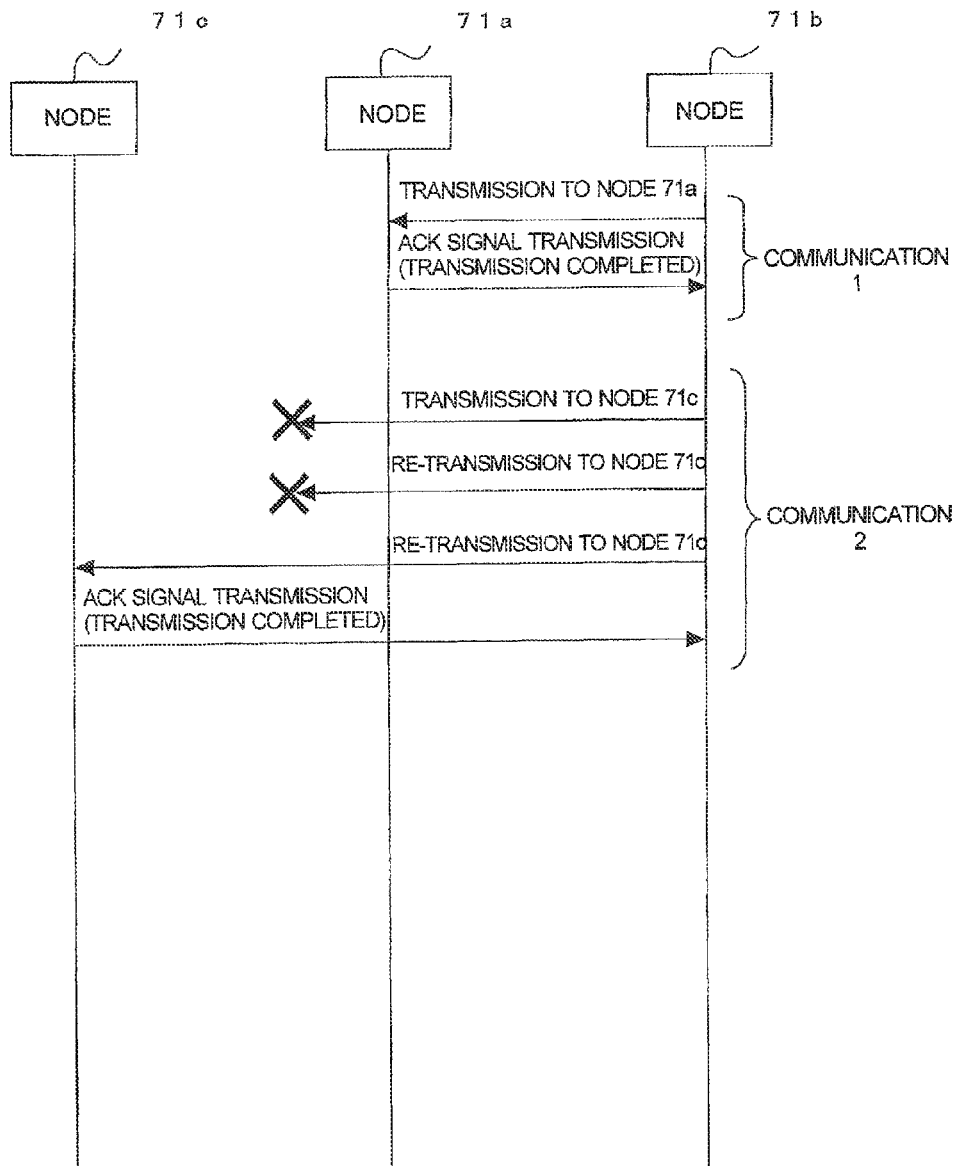 71c
71a
71b
NODE
NODE
NODE
TRANSMISSION TO NODE 71a
ACK SIGNAL TRANSMISSION
(TRANSMISSION COMPLETED)
COMMUNICATION
1
TRANSMISSION TO NODE 71c
RE-TRANSMISSION TO NODE 71c
RE-TRANSMISSION TO NODE 71c
COMMUNICATION
2
ACK SIGNAL TRANSMISSION
(TRANSMISSION COMPLETED)